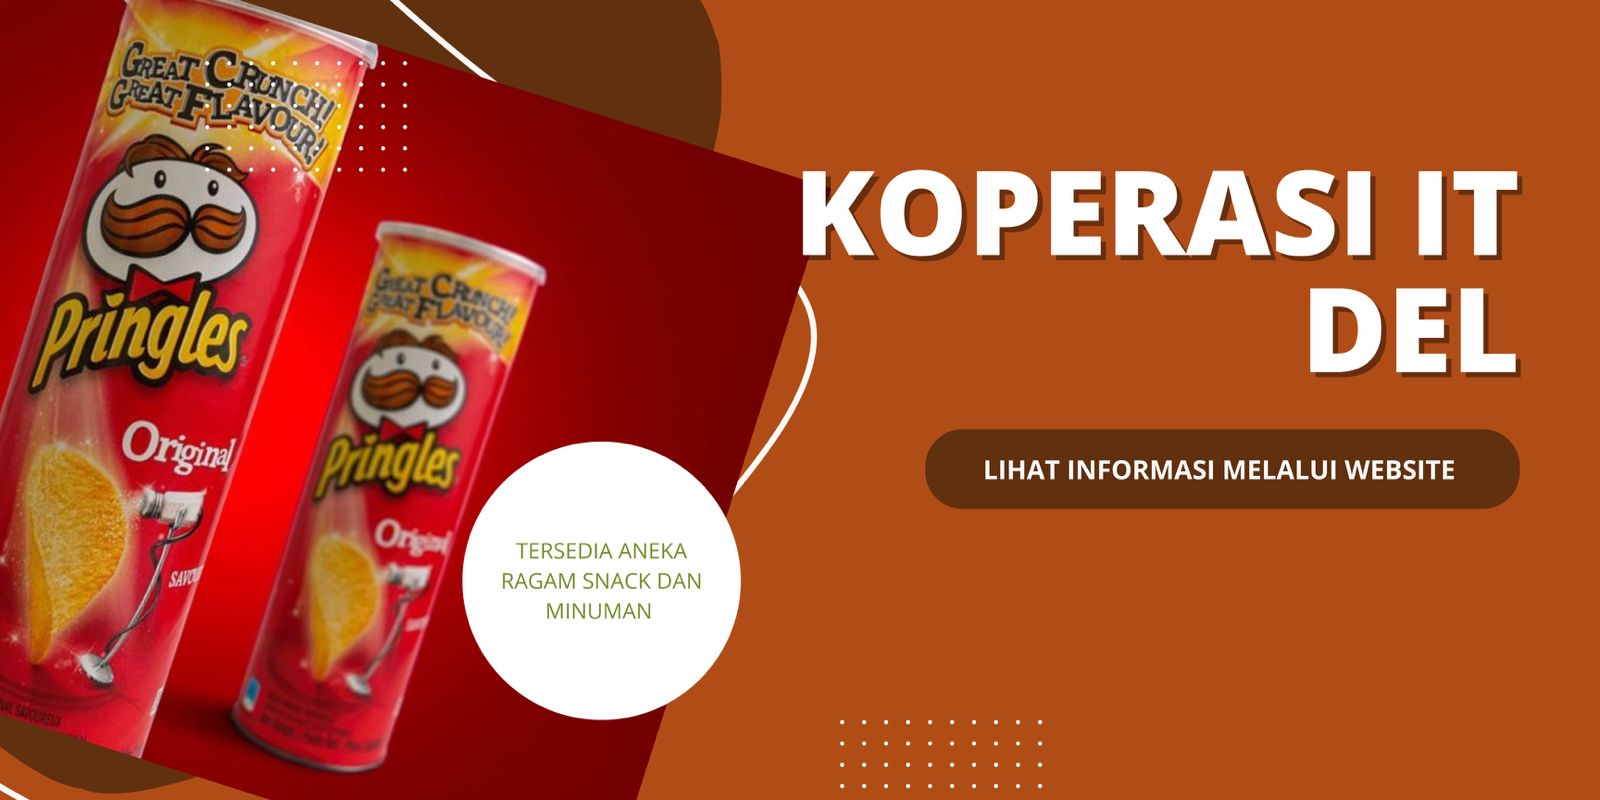 GREAT CRUNCH!
GREAT FLAVOUR!
Pringles
Original
GREAT CRUNCH!
GREAT FLAVOUR!
Pringles
Original
KOPERASI IT
DEL
LIHAT INFORMASI MELALUI WEBSITE
TERSEDIA ANEKA
RAGAM SNACK DAN
MINUMAN